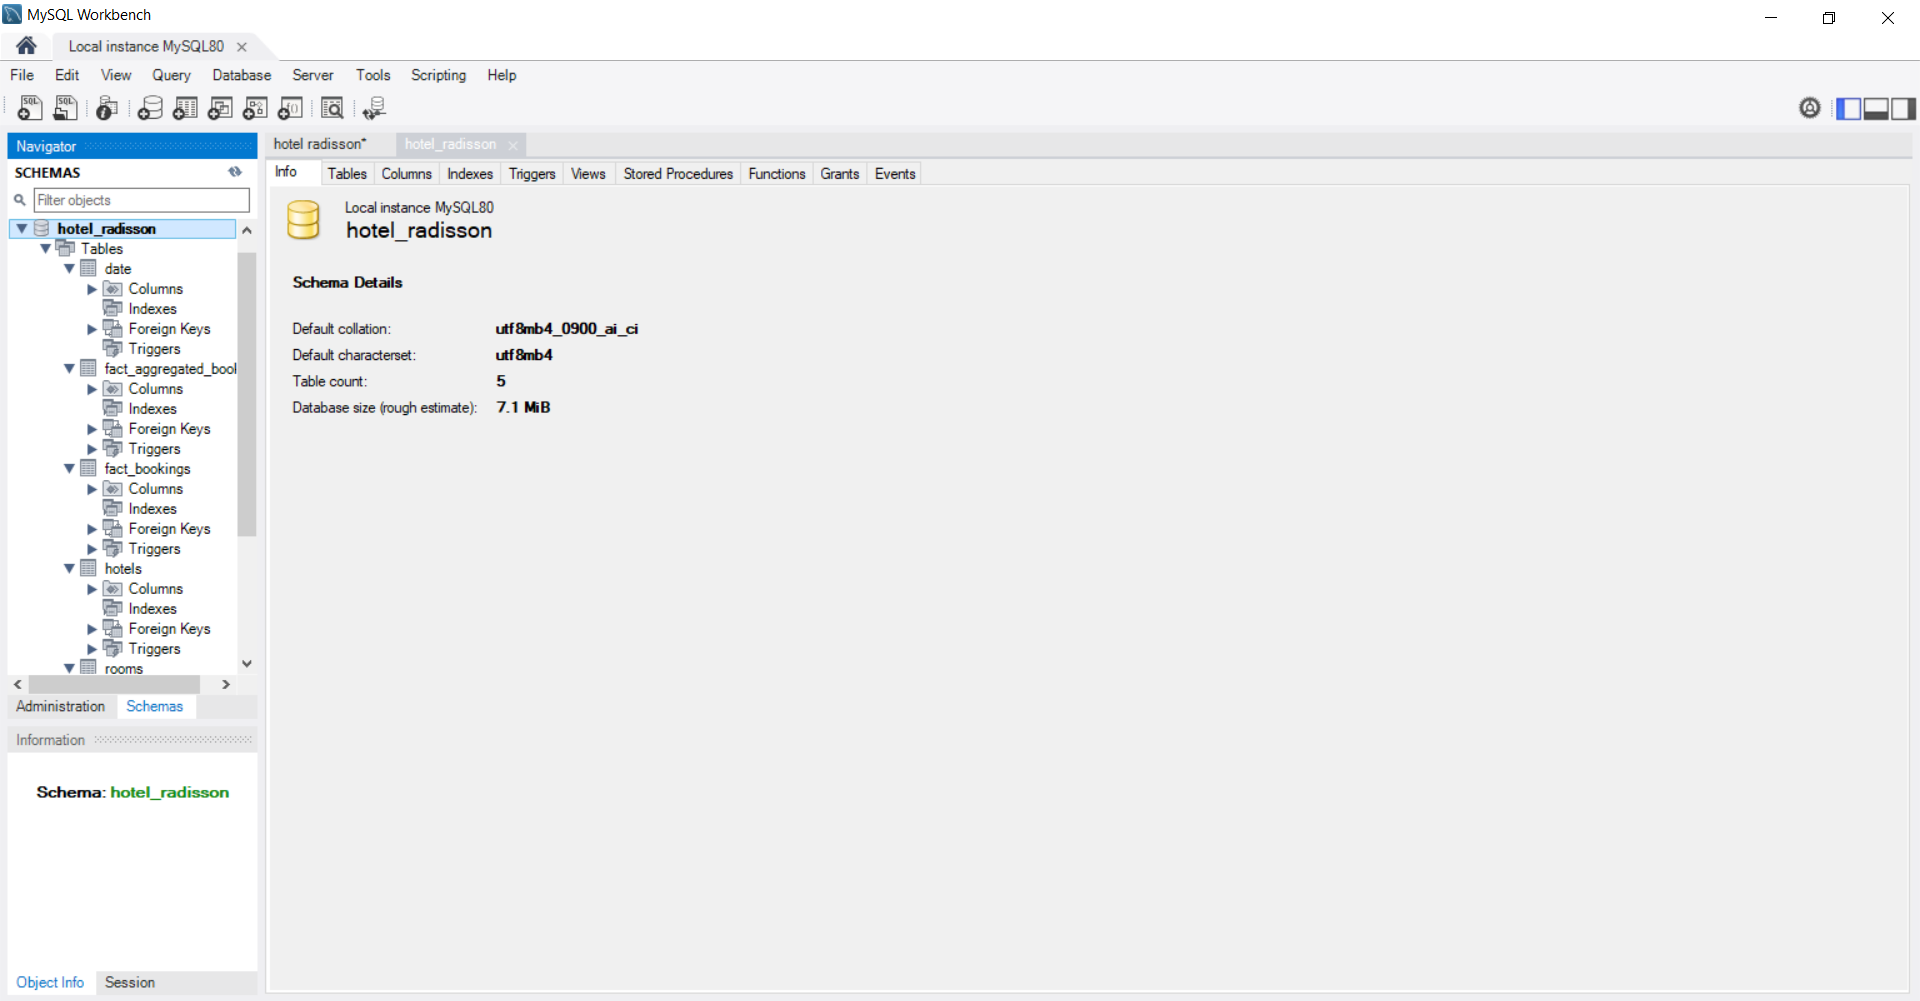 MySQL Workbench
Local instance MySQL80
File Edit View Query Database Server Tools Scripting Help
Navigator
SCHEMAS
Filter objects
hotel_radisson
Tables
date
Columns
Indexes
Foreign Keys
Triggers
fact_aggregated_bool
Columns
Indexes
Foreign Keys
Triggers
fact_bookings
Columns
Indexes
Foreign Keys
Triggers
hotels
Columns
Indexes
Foreign Keys
Triggers
rooms
Administration Schemas
Information
Schema: hotel_radisson
Object Info Session
hotel radisson* hotel_radisson
Info Tables Columns Indexes Triggers Views Stored Procedures Functions Grants Events
Local instance MySQL80
hotel_radisson
Schema Details
Default collation: utf8mb4_0900_ai_ci
Default characterset: utf8mb4
Table count: 5
Database size (rough estimate): 7.1 MiB